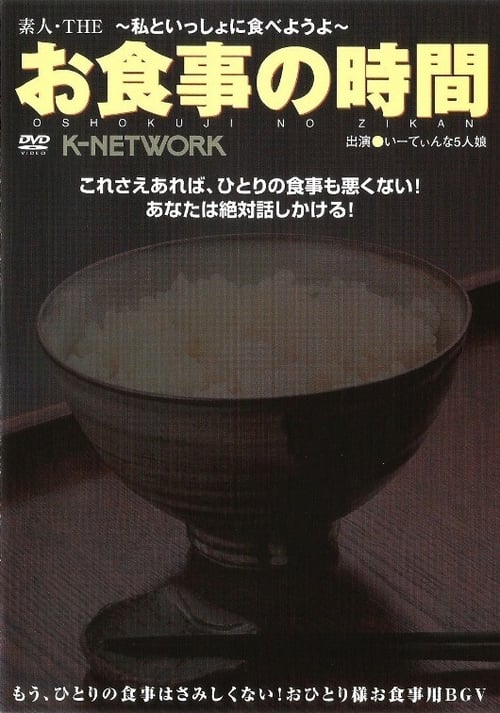 素人・THE ～私といっしょに食べようよ～
お食事の時間
OSHOKUJI NO ZIKAN
DVD VIDEO K-NETWORK 出演●いーてぃんな5人娘
これさえあれば、ひとりの食事も悪くない!
あなたは絶対話しかける!
もう、ひとりの食事はさみしくない!おひとり様お食事用BGV